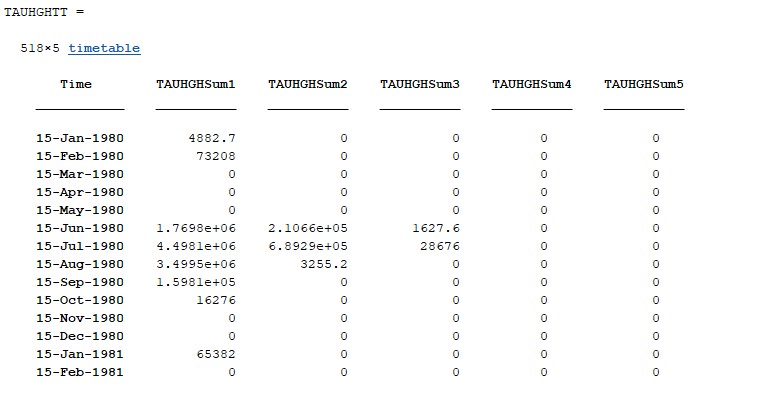 TAUHGHTT =
518×5 timetable
Time TAUHGHSum1 TAUHGHSum2 TAUHGHSum3 TAUHGHSum4 TAUHGHSum5
15-Jan-1980 4882.7 0 0 0 0
15-Feb-1980 73208 0 0 0 0
15-Mar-1980 0 0 0 0 0
15-Apr-1980 0 0 0 0 0
15-May-1980 0 0 0 0 0
15-Jun-1980 1.7698e+06 2.1066e+05 1627.6 0 0
15-Jul-1980 4.4981e+06 6.8929e+05 28676 0 0
15-Aug-1980 3.4995e+06 3255.2 0 0 0
15-Sep-1980 1.5981e+05 0 0 0 0
15-Oct-1980 16276 0 0 0 0
15-Nov-1980 0 0 0 0 0
15-Dec-1980 0 0 0 0 0
15-Jan-1981 65382 0 0 0 0
15-Feb-1981 0 0 0 0 0